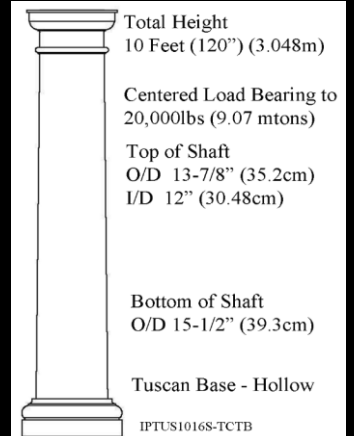 Total Height
10 Feet (120”) (3.048m)
Centered Load Bearing to
20,000lbs (9.07 mtons)
Top of Shaft
O/D 13-7/8” (35.2cm)
I/D 12” (30.48cm)
Bottom of Shaft
O/D 15-1/2” (39.3cm)
Tuscan Base - Hollow
IPTUS1016S-TCTB